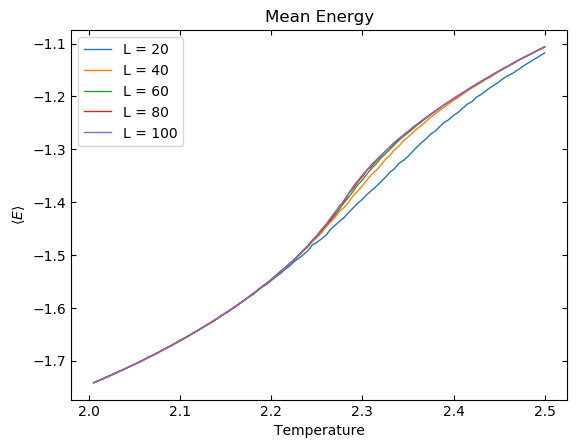 Mean Energy
L = 20
L = 40
L = 60
L = 80
L = 100
⟨E⟩
−1.1
−1.2
−1.3
−1.4
−1.5
−1.6
−1.7
2.0 2.1 2.2 2.3 2.4 2.5
Temperature